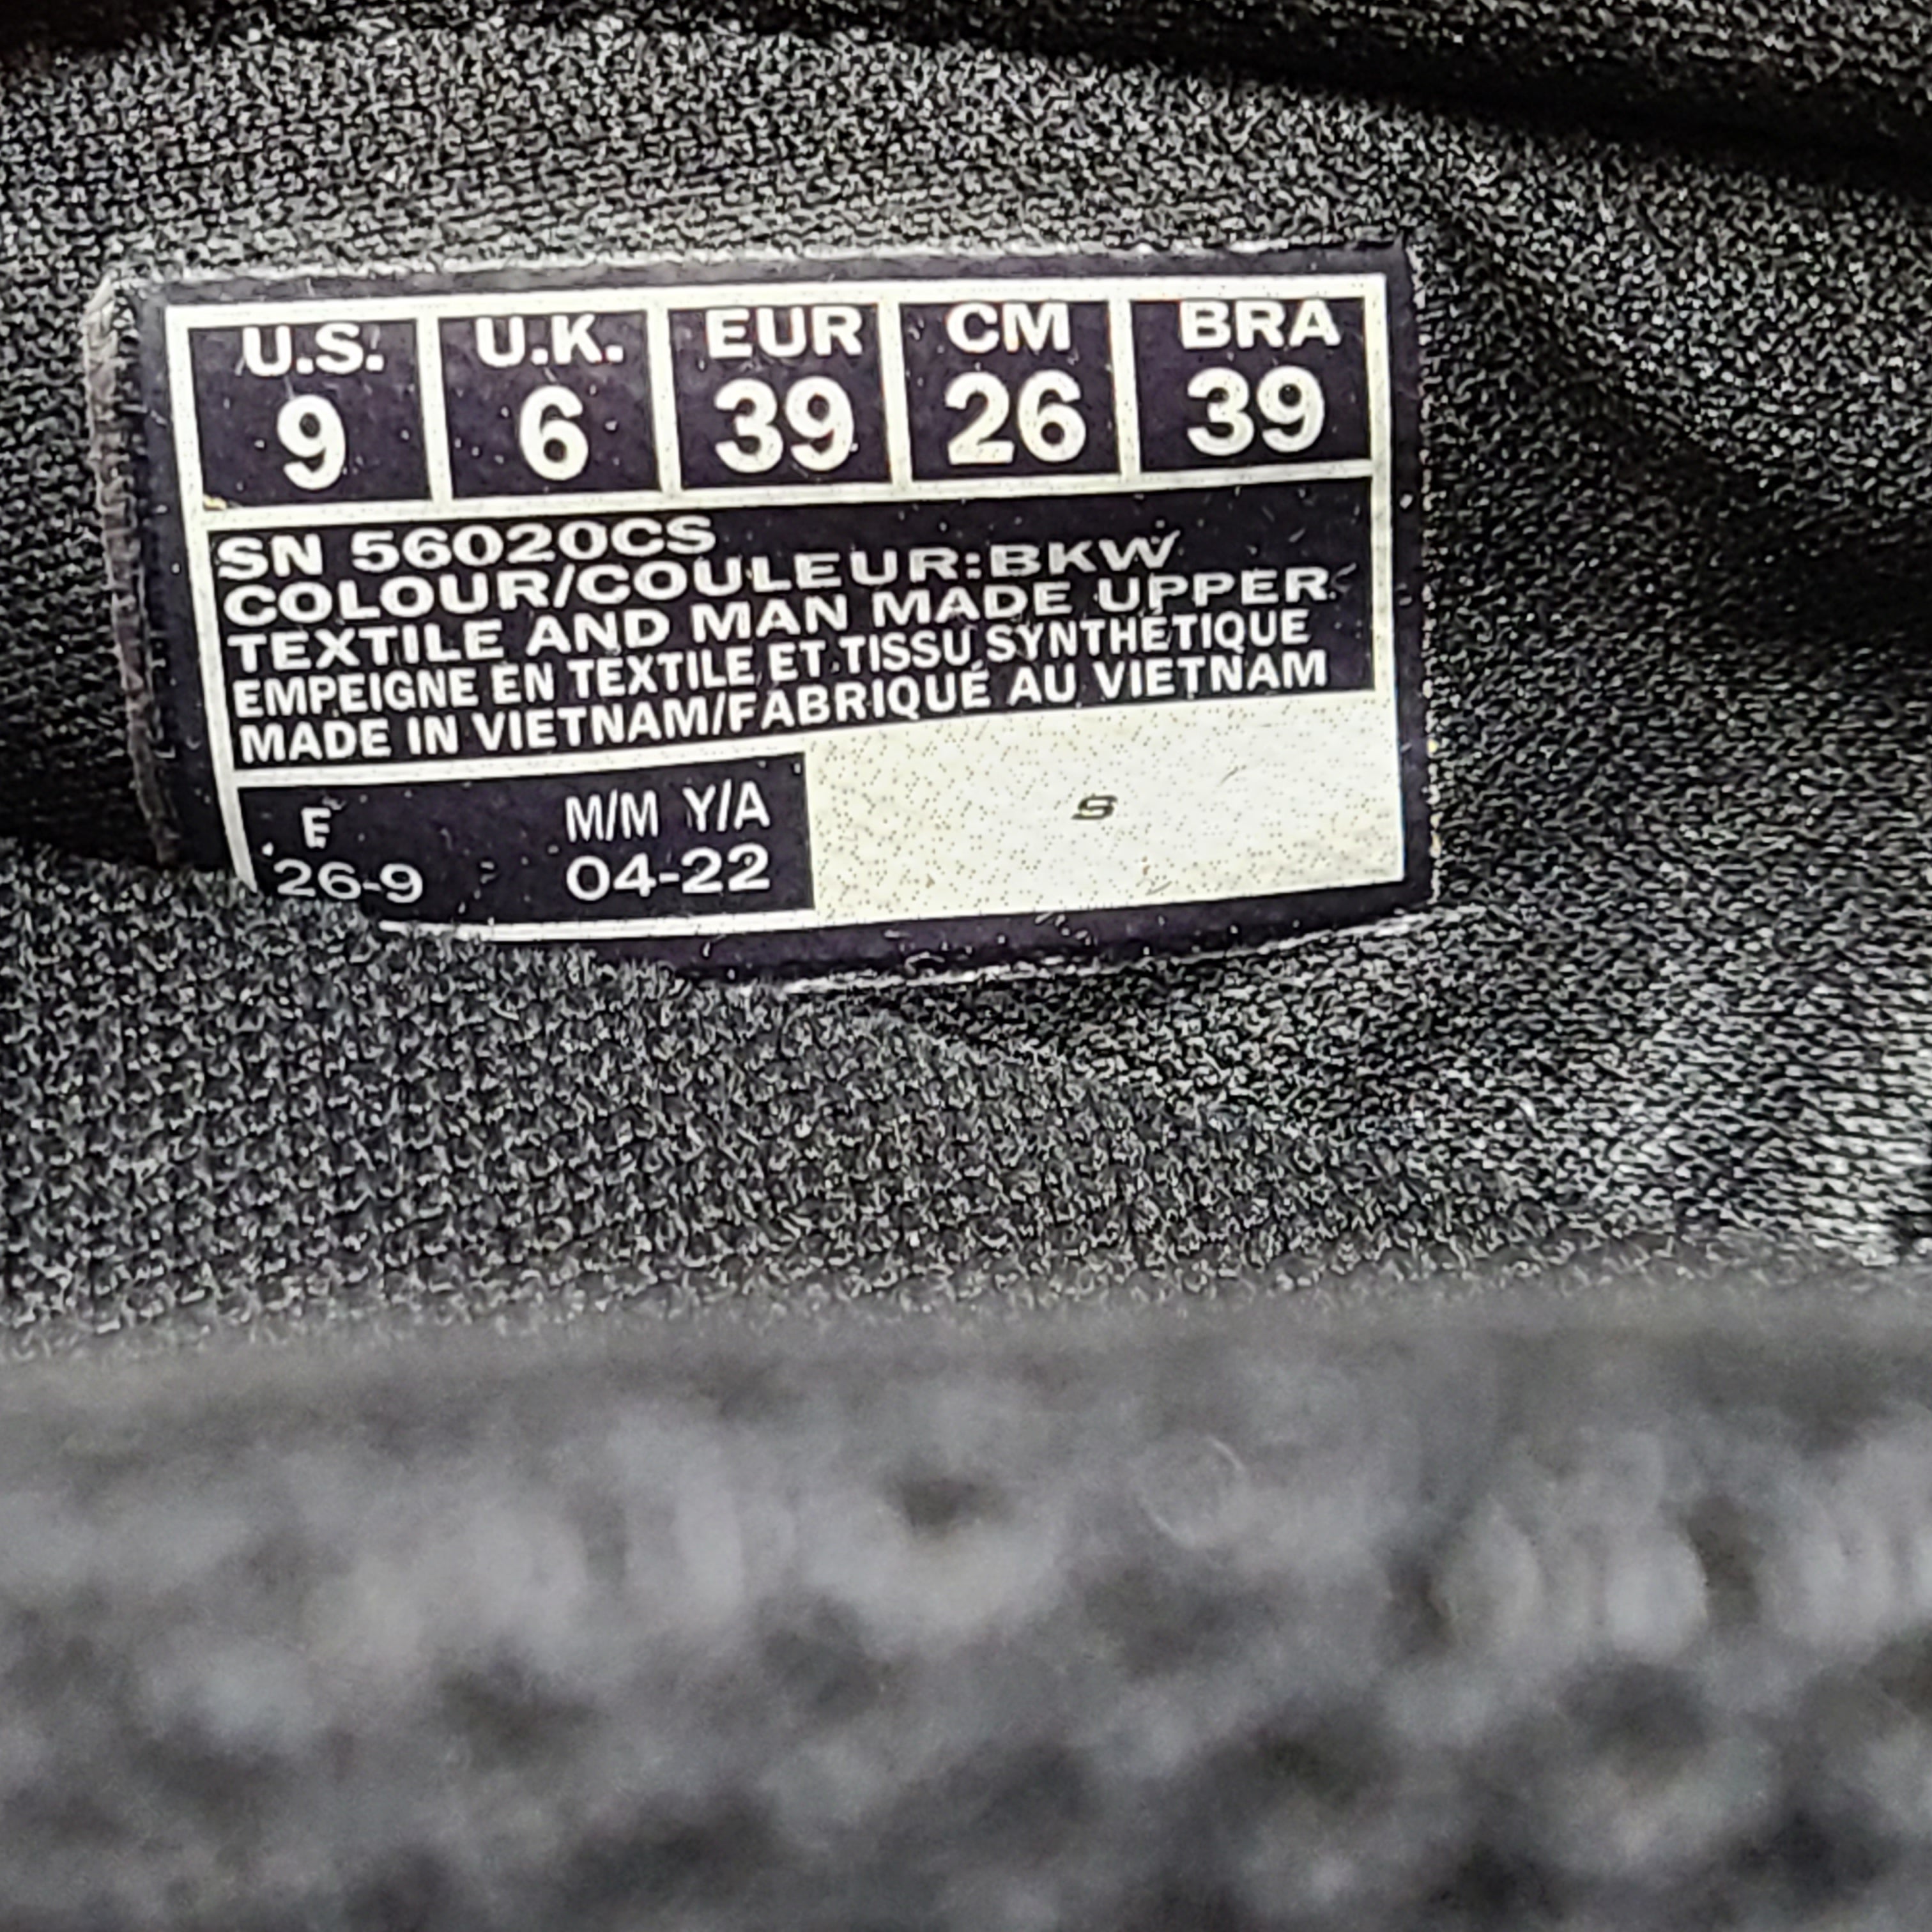 U.S. U.K. EUR CM BRA
9 6 39 26 39
SN 56020CS
COLOUR/COULEUR:BKW
TEXTILE AND MAN MADE UPPER
EMPEIGNE EN TEXTILE ET TISSU SYNTHÉTIQUE
MADE IN VIETNAM/FABRIQUÉ AU VIETNAM
F M/M Y/A
26-9 04-22
S